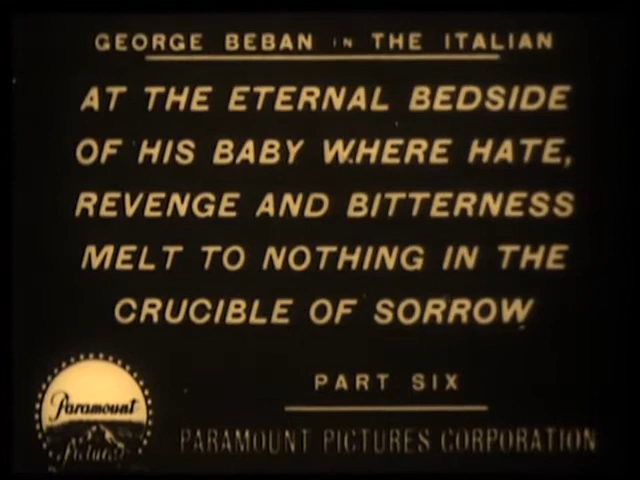 GEORGE BEBAN IN THE ITALIAN
AT THE ETERNAL BEDSIDE
OF HIS BABY WHERE HATE,
REVENGE AND BITTERNESS
MELT TO NOTHING IN THE
CRUCIBLE OF SORROW
PART SIX
Paramount
Pictures
PARAMOUNT PICTURES CORPORATION